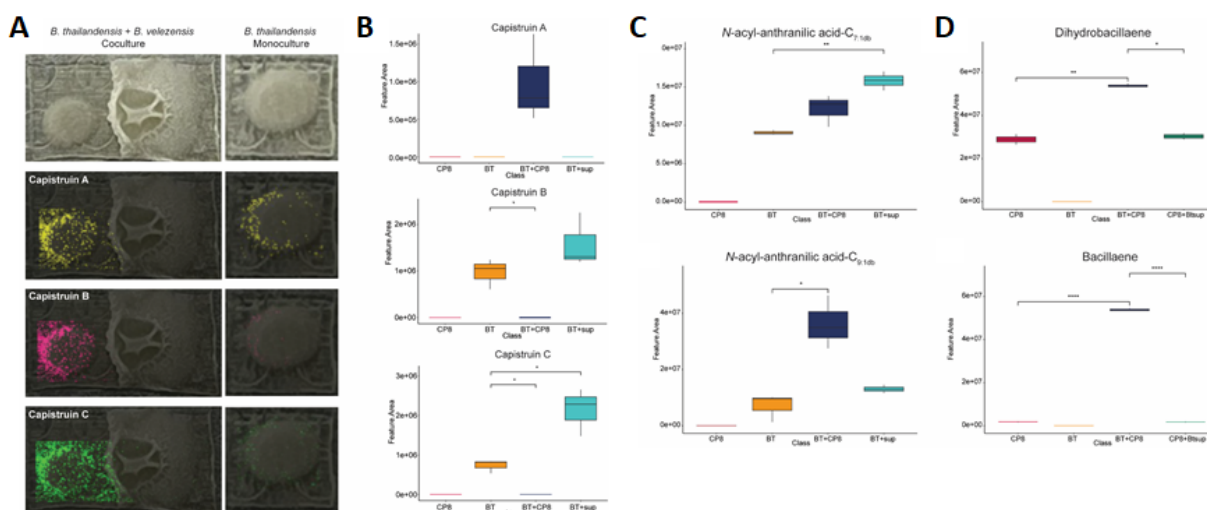 A
B. thailandensis + B. velezensis
Coculture
B. thailandensis
Monoculture
Capistruin A
Capistruin B
Capistruin C
B
Capistruin A
Feature Area
1.5e+06
1.0e+06
5.0e+05
0.0e+00
CP8 BT BT+CP8 BT+sup
Class
Capistruin B
Feature Area
2e+06
1e+06
0e+00
*
CP8 BT BT+CP8 BT+sup
Class
Capistruin C
Feature Area
3e+06
2e+06
1e+06
0e+00
*
*
CP8 BT BT+CP8 BT+sup
C
N-acyl-anthranilic acid-C7:1db
Feature Area
2.0e+07
1.5e+07
1.0e+07
5.0e+06
0.0e+00
**
CP8 BT BT+CP8 BT+sup
Class
N-acyl-anthranilic acid-C9:1db
Feature Area
4e+07
2e+07
0e+00
*
CP8 BT BT+CP8 BT+sup
Class
D
Dihydrobacillaene
Feature Area
6e+07
4e+07
2e+07
0e+00
*
**
CP8 BT BT+CP8 CP8+Btsup
Class
Bacillaene
Feature Area
6e+07
4e+07
2e+07
0e+00
****
****
CP8 BT BT+CP8 CP8+Btsup
Class